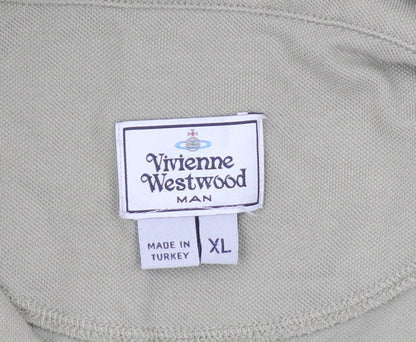 Vivienne
Westwood
MAN
MADE IN
TURKEY
XL